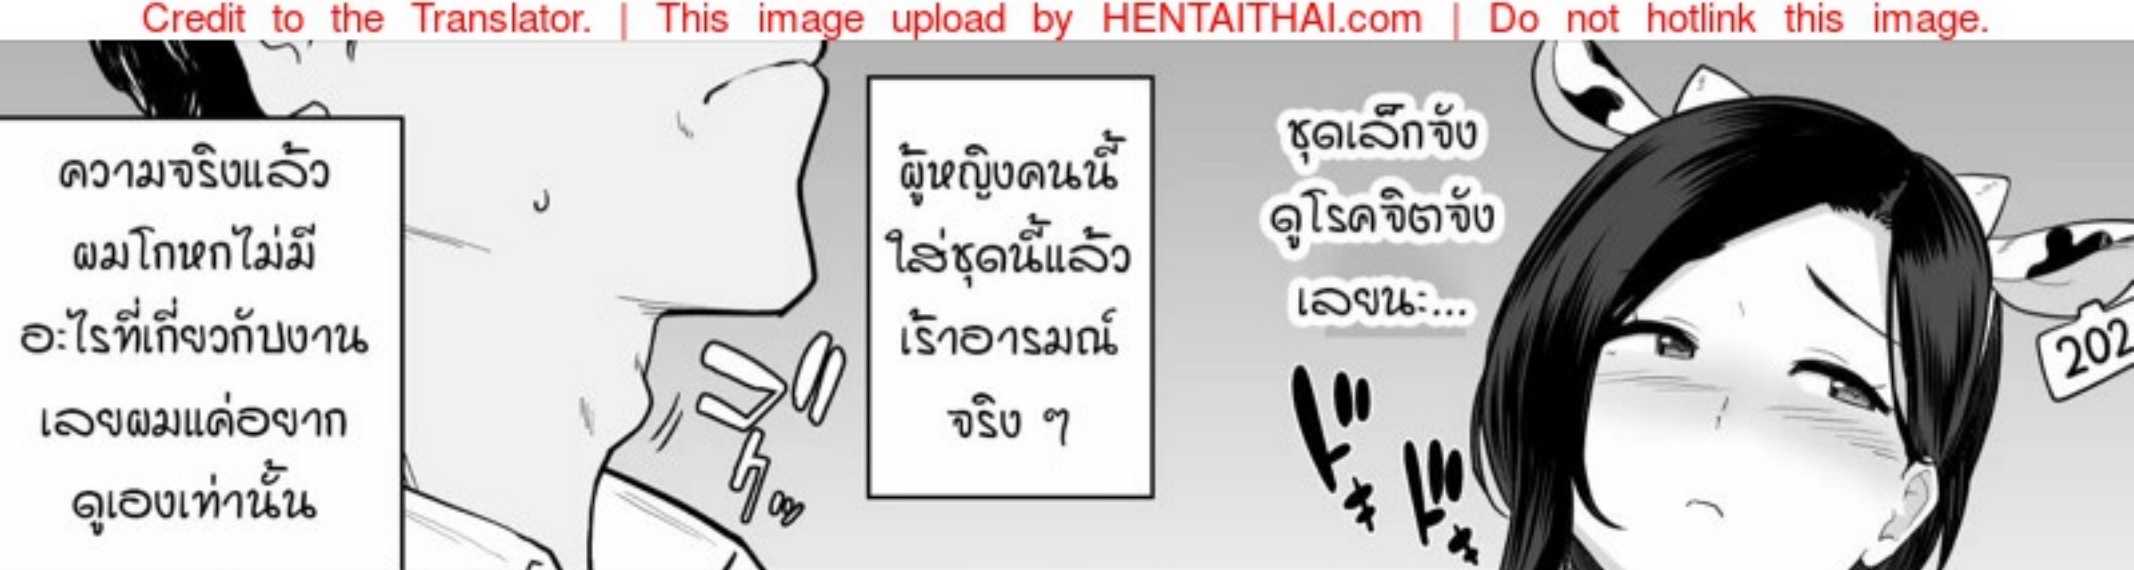 Credit to the Translator. | This image upload by HENTAITHAI.com | Do not hotlink this image.
ชุดเล็กจัง
ดูโรคจิตจัง
เลยนะ...
ドキ
ドキ
202
ผู้หญิงคนนี้
ใส่ชุดนี้แล้ว
เร้าอารมณ์
จริง ๆ
ความจริงแล้ว
ผมโกหกไม่มี
อะไรที่เกี่ยวกับงาน
เลยผมแค่อยาก
ดูเองเท่านั้น